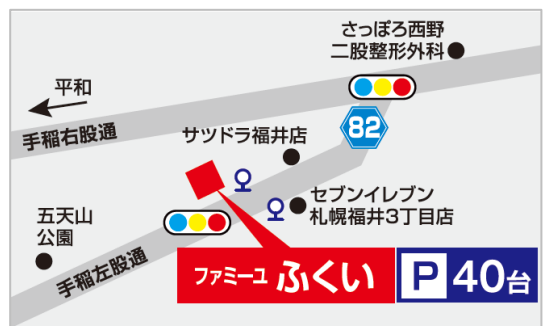 さっぽろ西野
二股整形外科
平和
手稲右股通
82
サツドラ福井店
セブンイレブン
札幌福井3丁目店
五天山
公園
手稲左股通
ファミーユ ふくい
P 40台